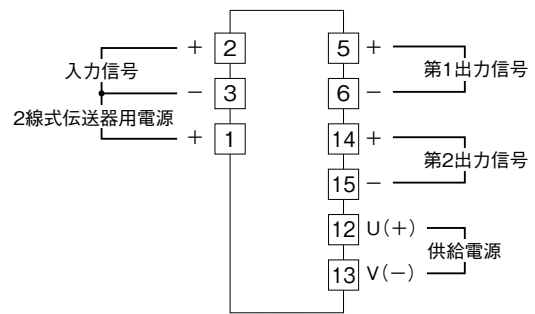 + 2
入力信号
− 3
2線式伝送器用電源
+ 1
5 +
第1出力信号
6 −
14 +
第2出力信号
15 −
12 U(+)
供給電源
13 V(−)